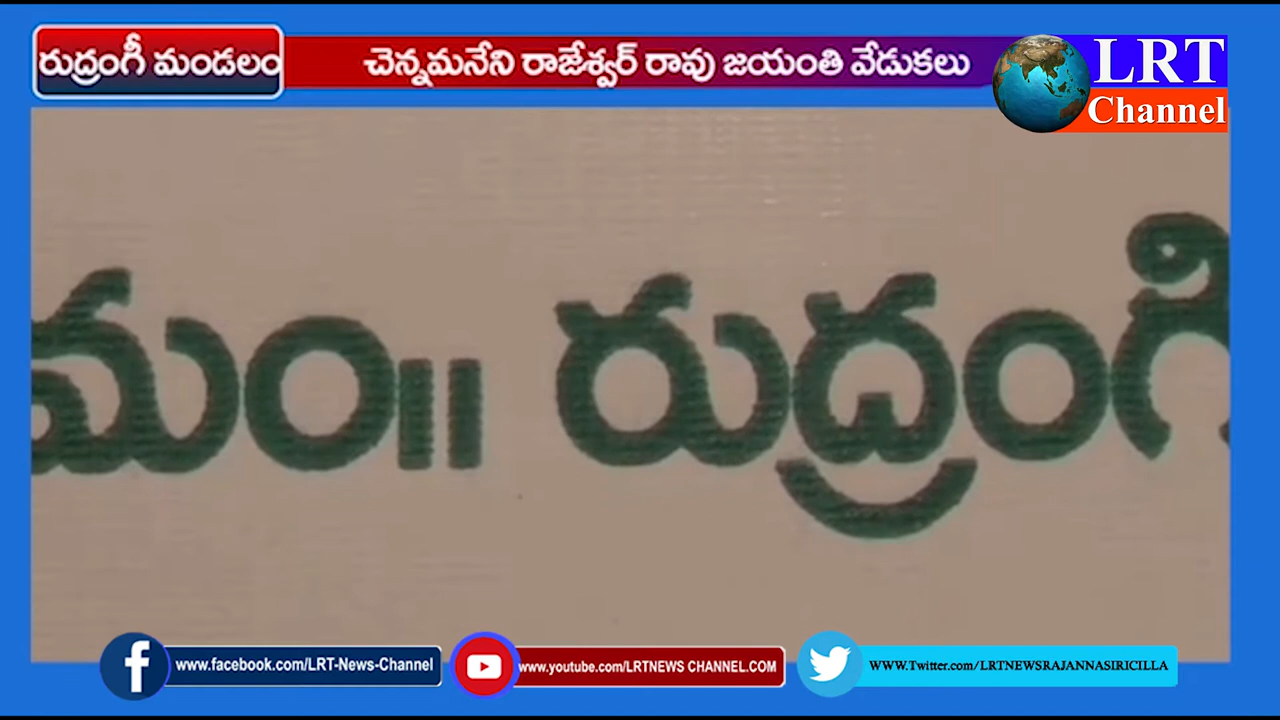 రుద్రంగీ మండలం
చెన్నమనేని రాజేశ్వర్ రావు జయంతి వేడుకలు
LRT
Channel
మం॥ రుద్రంగి
www.facebook.com/LRT-News-Channel
www.youtube.com/LRTNEWS CHANNEL.COM
WWW.Twitter.com/LRTNEWSRAJANNASIRICILLA